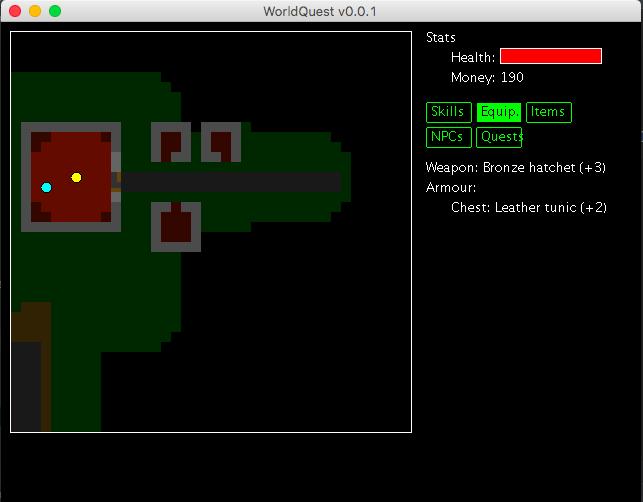 WorldQuest v0.0.1
Stats
Health:
Money: 190
Skills Equip. Items
NPCs Quests
Weapon: Bronze hatchet (+3)
Armour:
Chest: Leather tunic (+2)